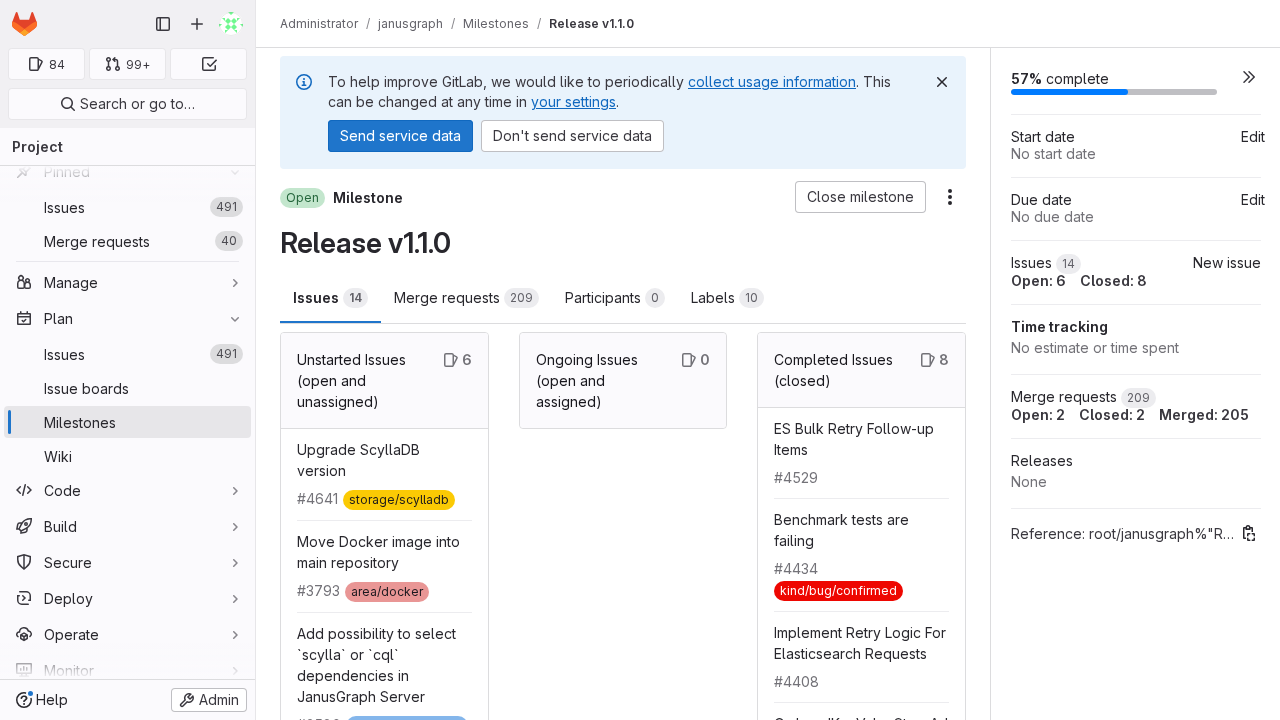 Administrator / janusgraph / Milestones / Release v1.1.0
84
99+
Search or go to…
Project
Pinned
Issues 491
Merge requests 40
Manage
Plan
Issues 491
Issue boards
Milestones
Wiki
Code
Build
Secure
Deploy
Operate
Monitor
Help
Admin
To help improve GitLab, we would like to periodically collect usage information. This
can be changed at any time in your settings.
Send service data
Don't send service data
Open Milestone
Close milestone
Release v1.1.0
Issues 14
Merge requests 209
Participants 0
Labels 10
Unstarted Issues
(open and
unassigned)
6
Upgrade ScyllaDB
version
#4641 storage/scylladb
Move Docker image into
main repository
#3793 area/docker
Add possibility to select
`scylla` or `cql`
dependencies in
JanusGraph Server
Ongoing Issues
(open and
assigned)
0
Completed Issues
(closed)
8
ES Bulk Retry Follow-up
Items
#4529
Benchmark tests are
failing
#4434
kind/bug/confirmed
Implement Retry Logic For
Elasticsearch Requests
#4408
57% complete
Start date
Edit
No start date
Due date
Edit
No due date
Issues 14
New issue
Open: 6 Closed: 8
Time tracking
No estimate or time spent
Merge requests 209
Open: 2 Closed: 2 Merged: 205
Releases
None
Reference: root/janusgraph%"R…